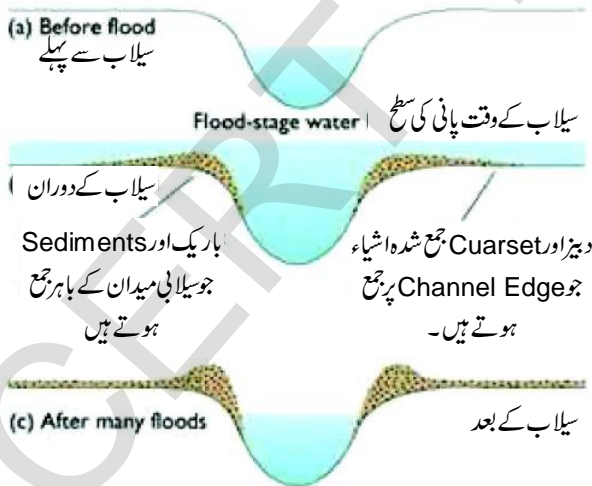 (a) Before flood
سیلاب سے پہلے
Flood-stage water
سیلاب کے وقت پانی کی سطح
سیلاب کے دوران
باریک اور Sediments
جو سیلابی میدان کے باہر جمع
ہوتے ہیں
دبیز اور Cuarset جمع شدہ اشیاء
جو Channel Edge پر جمع
ہوتے ہیں۔
(c) After many floods
سیلاب کے بعد